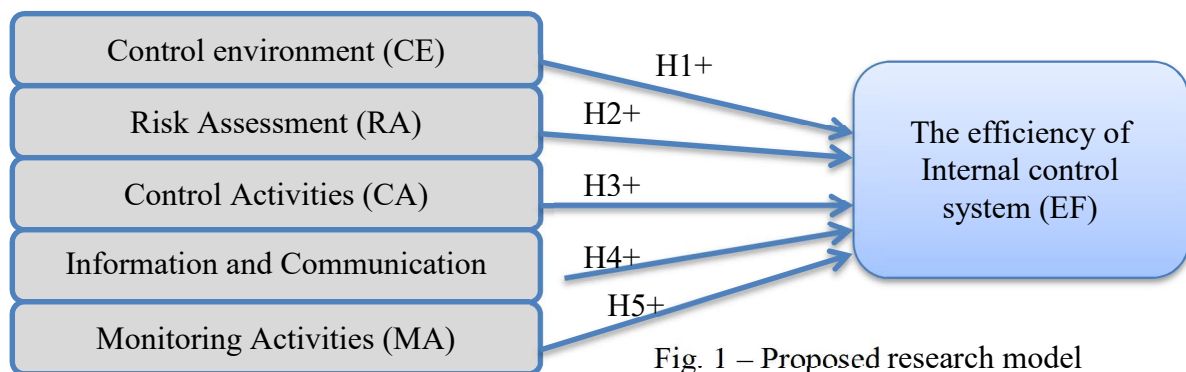 Control environment (CE)
Risk Assessment (RA)
Control Activities (CA)
Information and Communication
Monitoring Activities (MA)
H1+
H2+
H3+
H4+
H5+
The efficiency of
Internal control
system (EF)
Fig. 1 – Proposed research model